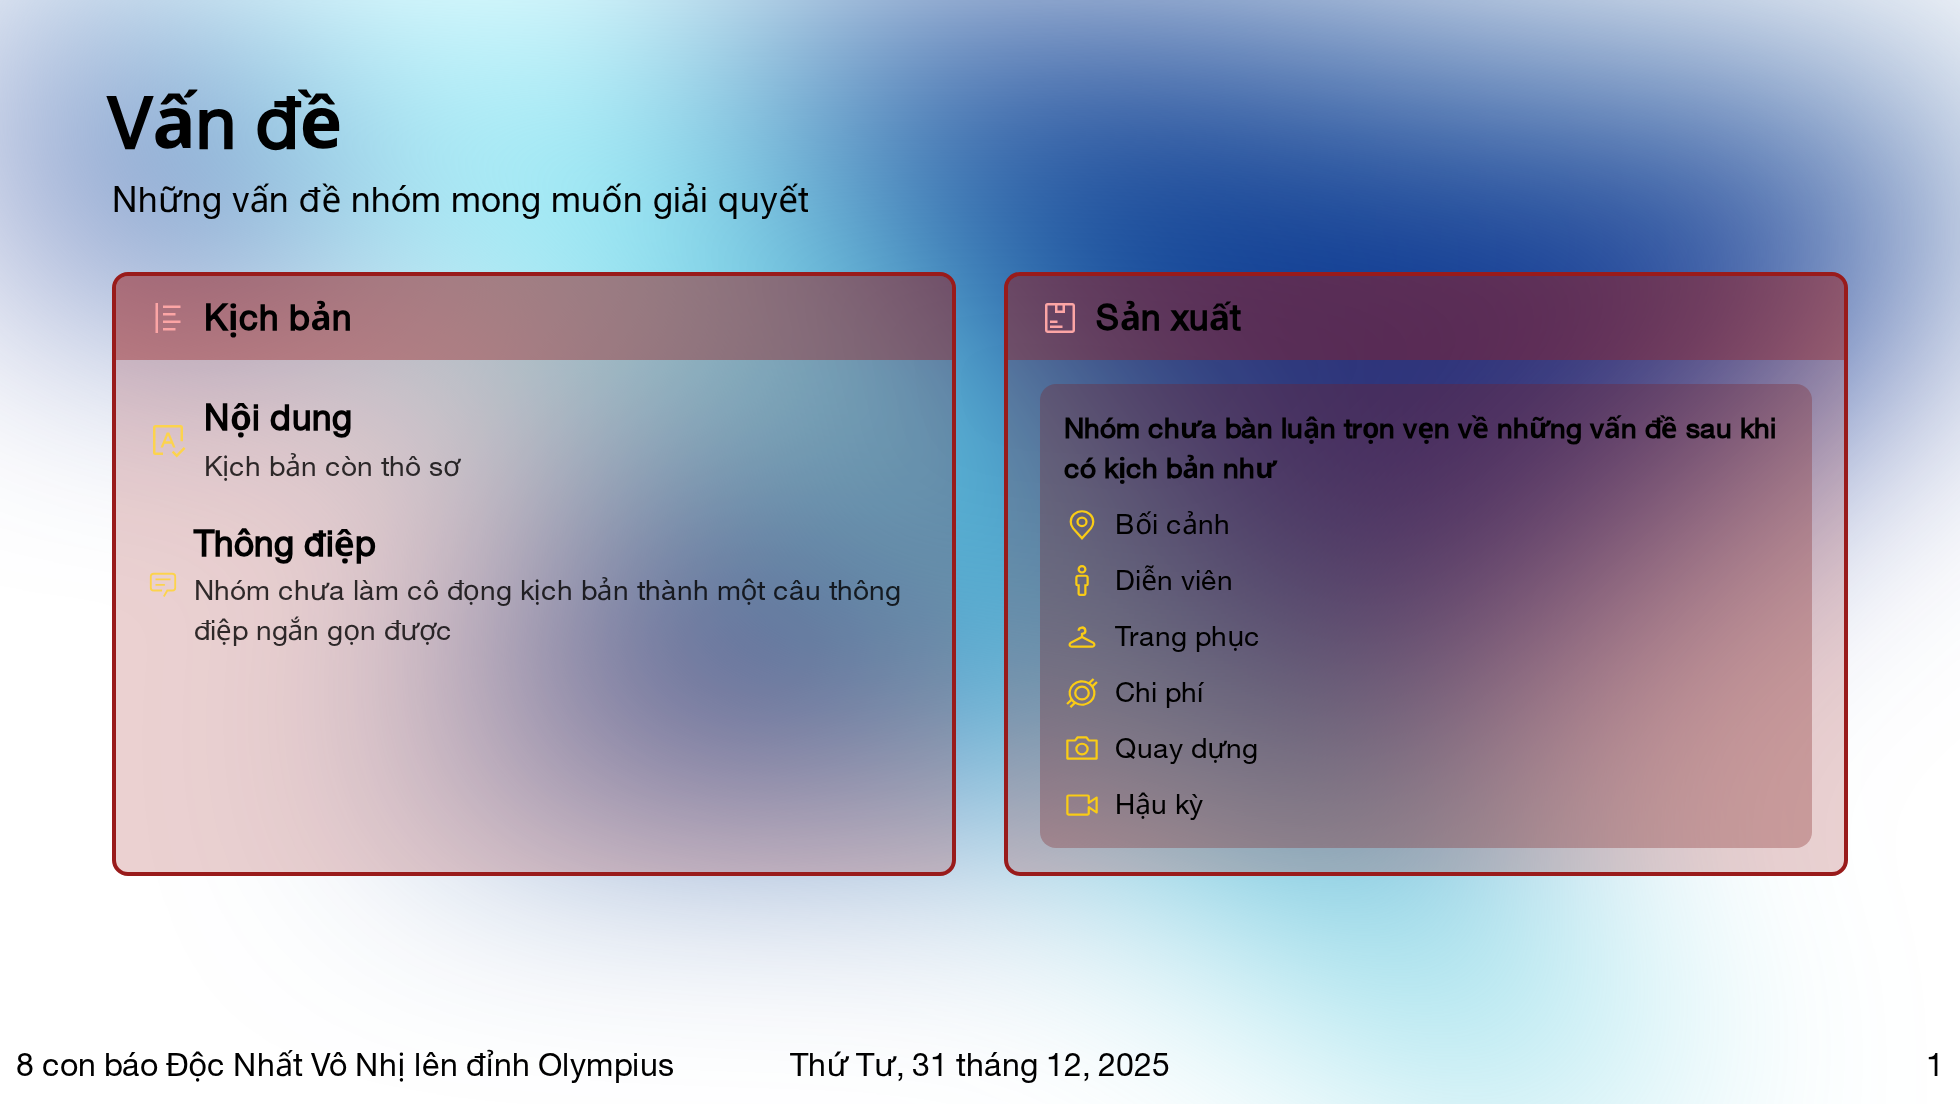 Vấn đề
Những vấn đề nhóm mong muốn giải quyết
Kịch bản
Nội dung
Kịch bản còn thô sơ
Thông điệp
Nhóm chưa làm cô đọng kịch bản thành một câu thông
điệp ngắn gọn được
Sản xuất
Nhóm chưa bàn luận trọn vẹn về những vấn đề sau khi
có kịch bản như
Bối cảnh
Diễn viên
Trang phục
Chi phí
Quay dựng
Hậu kỳ
8 con báo Độc Nhất Vô Nhị lên đỉnh Olympius
Thứ Tư, 31 tháng 12, 2025
1